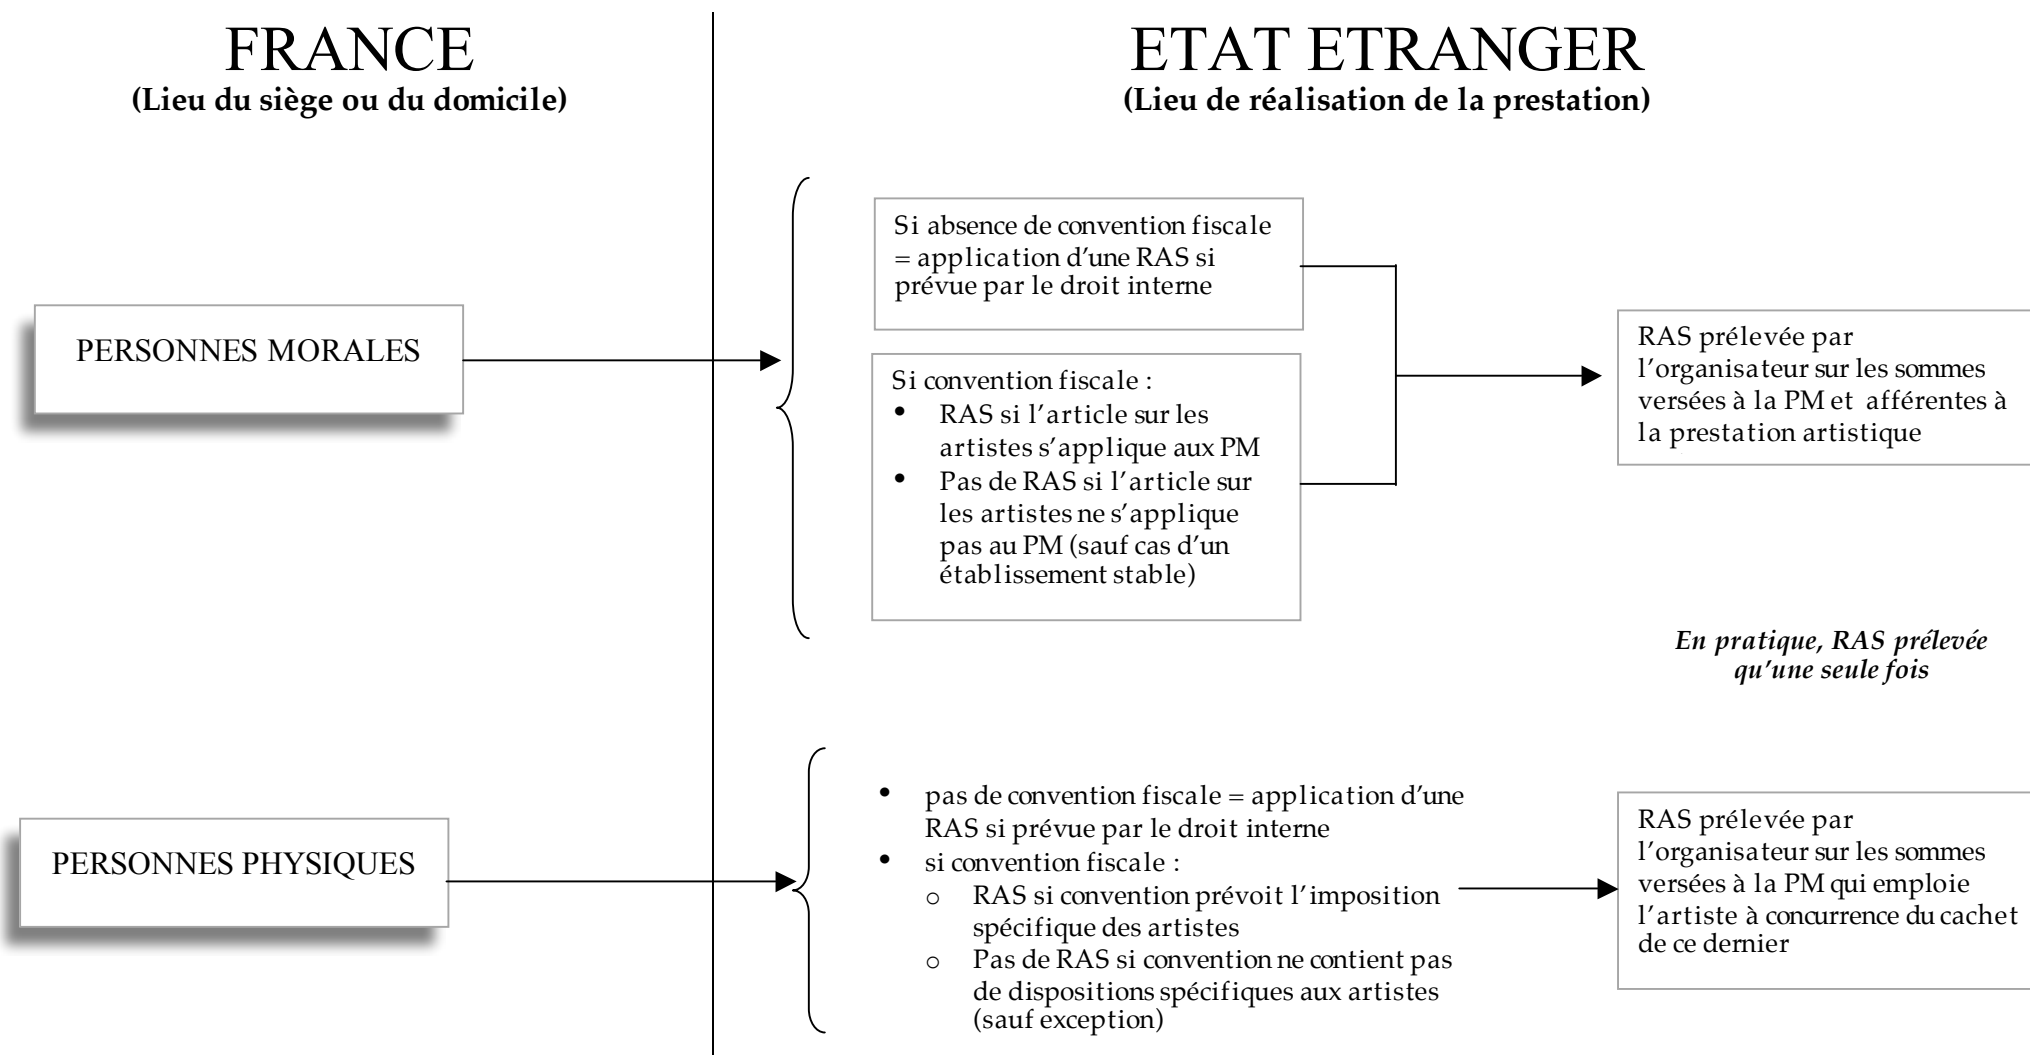 FRANCE
(Lieu du siège ou du domicile)
ETAT ETRANGER
(Lieu de réalisation de la prestation)
PERSONNES MORALES
Si absence de convention fiscale
= application d'une RAS si
prévue par le droit interne
Si convention fiscale :
• RAS si l'article sur les
artistes s'applique aux PM
• Pas de RAS si l'article sur
les artistes ne s'applique
pas au PM (sauf cas d'un
établissement stable)
RAS prélevée par
l'organisateur sur les sommes
versées à la PM et afférentes à
la prestation artistique
En pratique, RAS prélevée
qu'une seule fois
PERSONNES PHYSIQUES
• pas de convention fiscale = application d'une
RAS si prévue par le droit interne
• si convention fiscale :
o RAS si convention prévoit l'imposition
spécifique des artistes
o Pas de RAS si convention ne contient pas
de dispositions spécifiques aux artistes
(sauf exception)
RAS prélevée par
l'organisateur sur les sommes
versées à la PM qui emploie
l'artiste à concurrence du cachet
de ce dernier